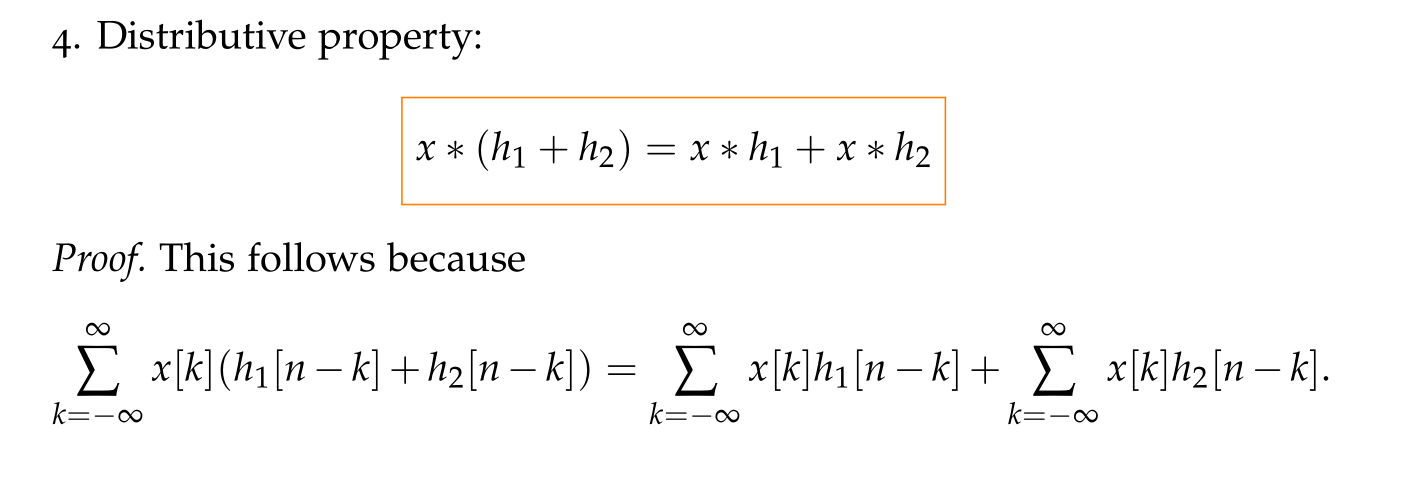 4. Distributive property:
x ∗ (h₁ + h₂) = x ∗ h₁ + x ∗ h₂
Proof. This follows because
∑_{k=−∞}^{∞} x[k](h₁[n − k] + h₂[n − k]) = ∑_{k=−∞}^{∞} x[k]h₁[n − k] + ∑_{k=−∞}^{∞} x[k]h₂[n − k].